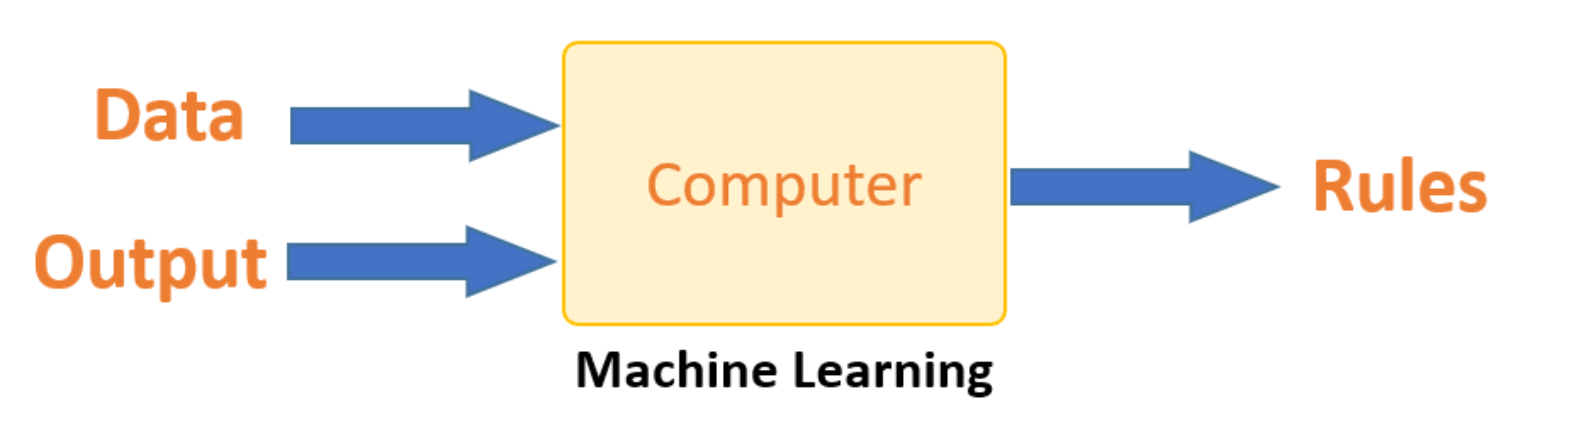 Data
Output
Computer
Rules
Machine Learning